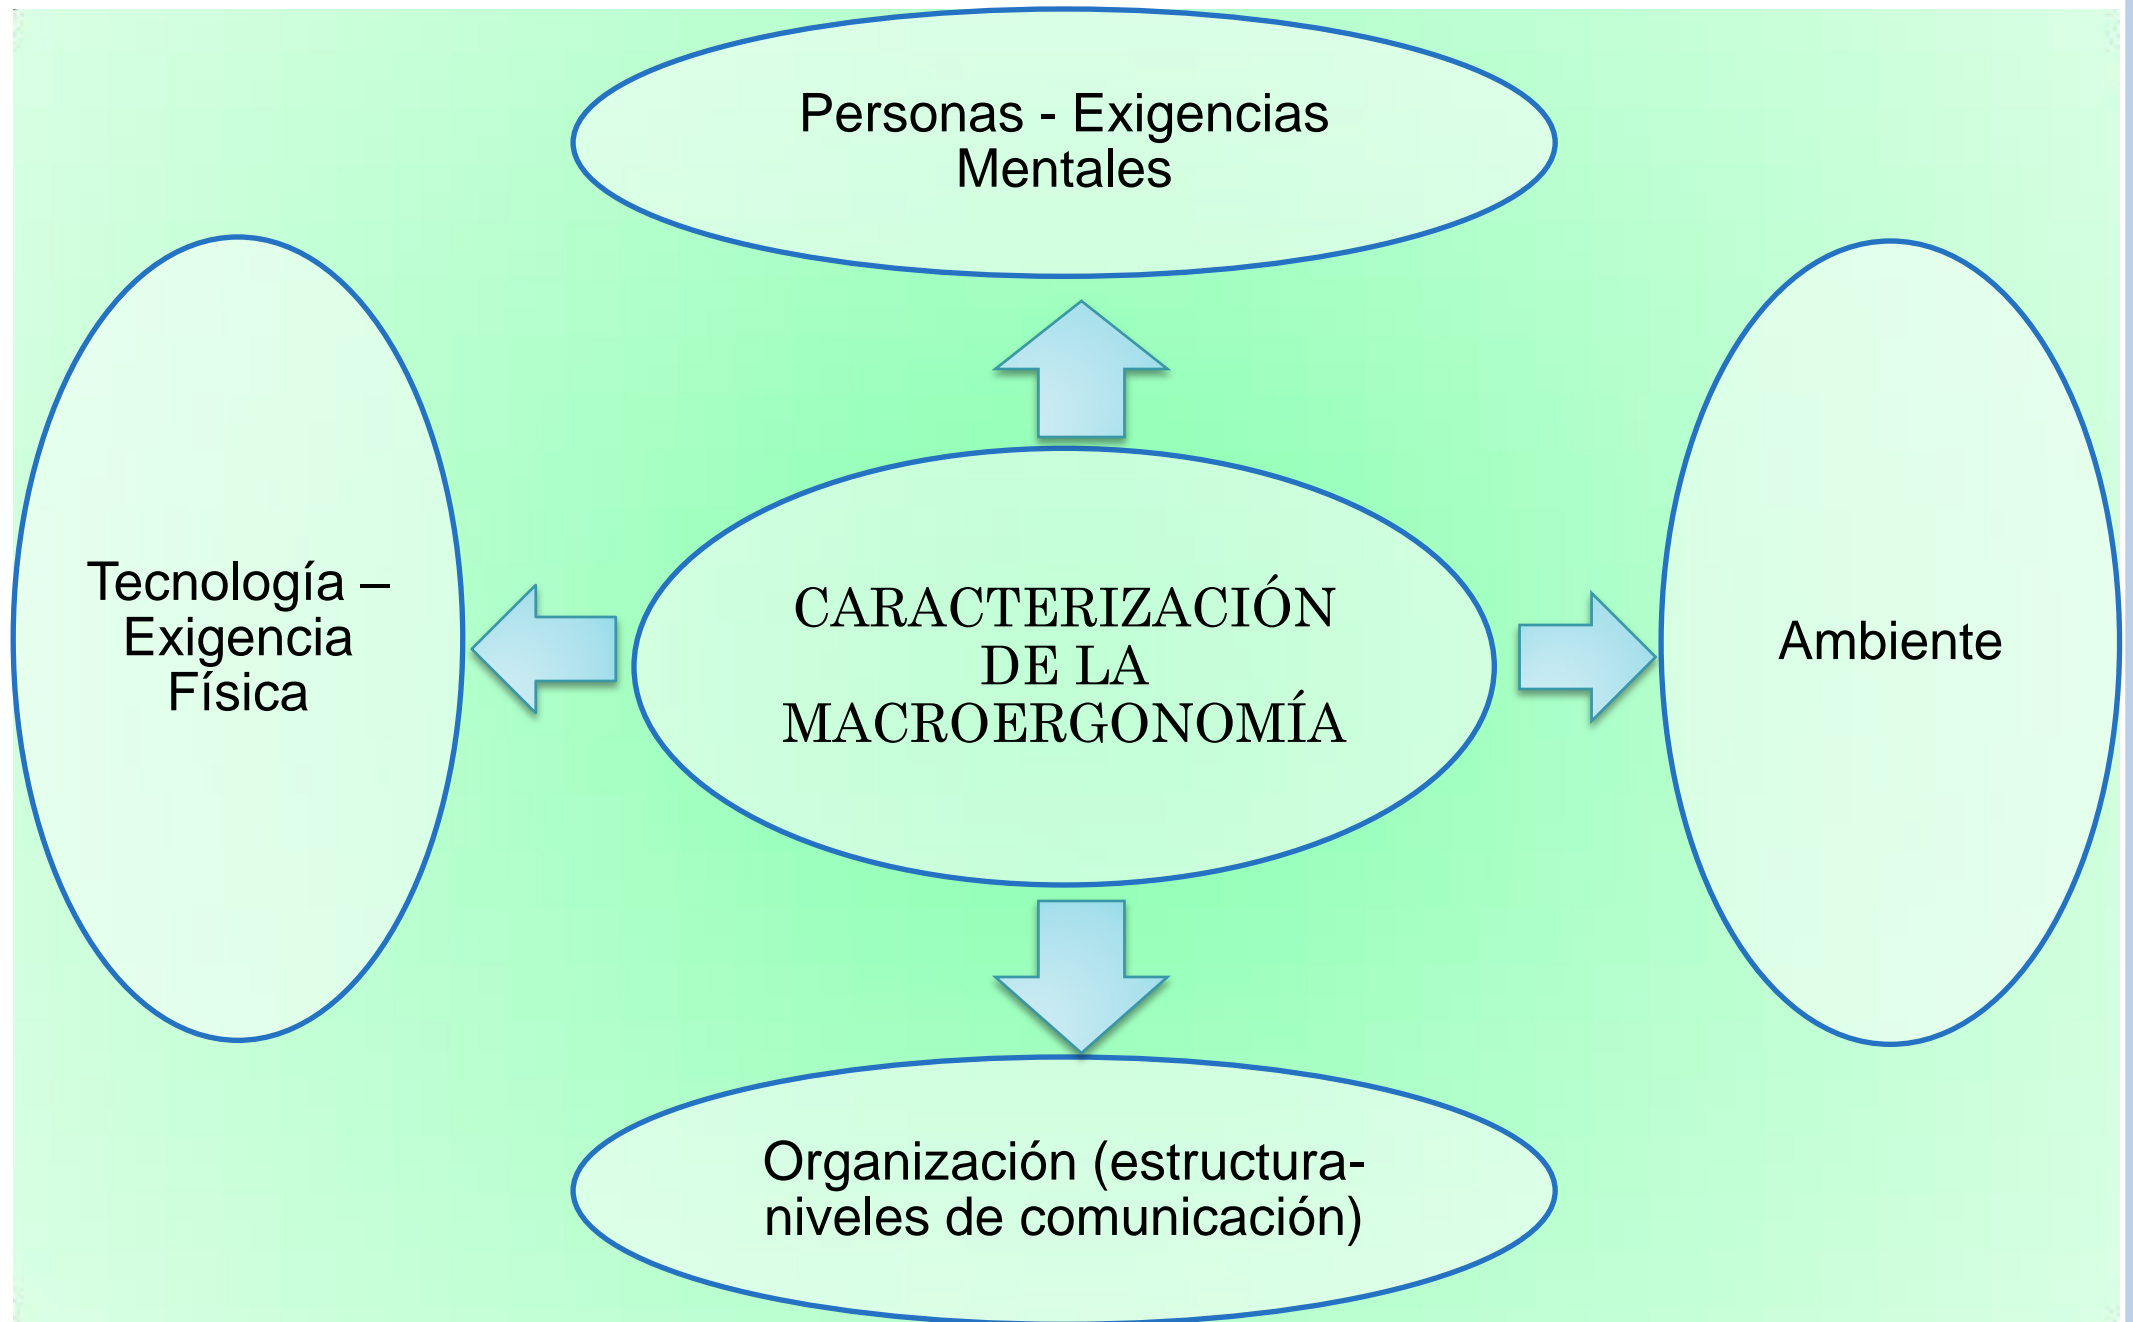 Personas - Exigencias
Mentales
Tecnología –
Exigencia
Física
CARACTERIZACIÓN
DE LA
MACROERGONOMÍA
Ambiente
Organización (estructura-
niveles de comunicación)